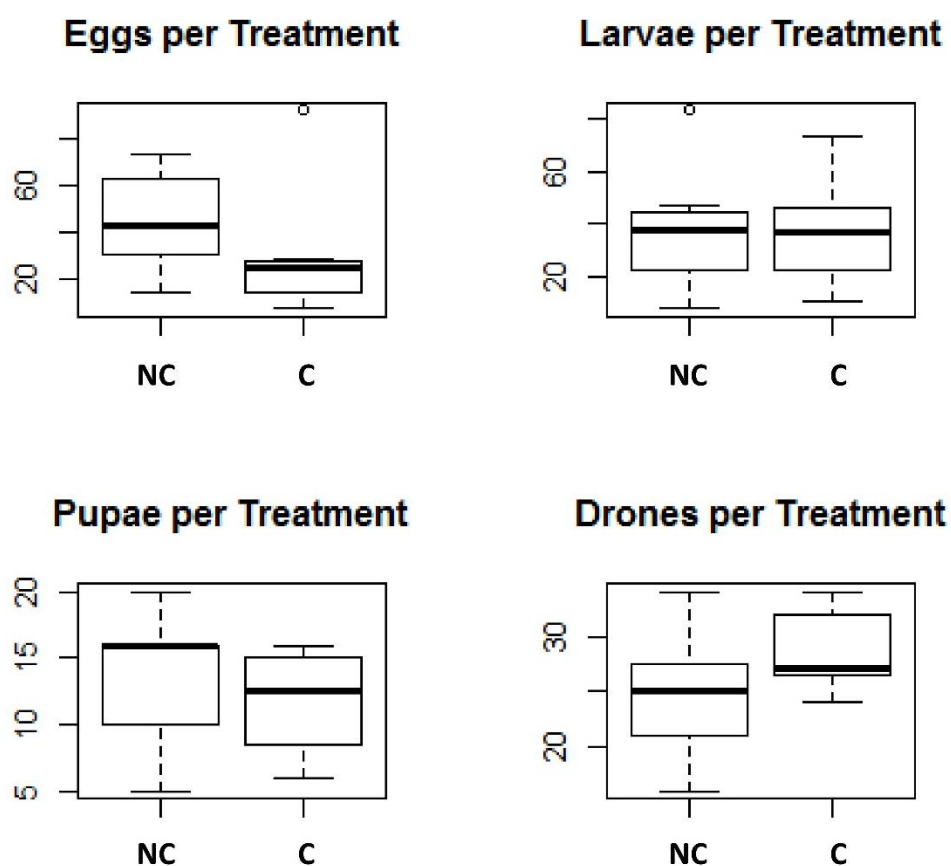 Eggs per Treatment
60
20
NC C
Larvae per Treatment
60
20
NC C
Pupae per Treatment
20
15
10
5
NC C
Drones per Treatment
30
20
NC C